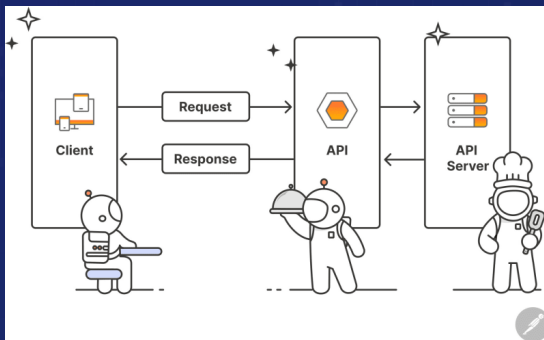 Request
Client
API
API
Server
Response